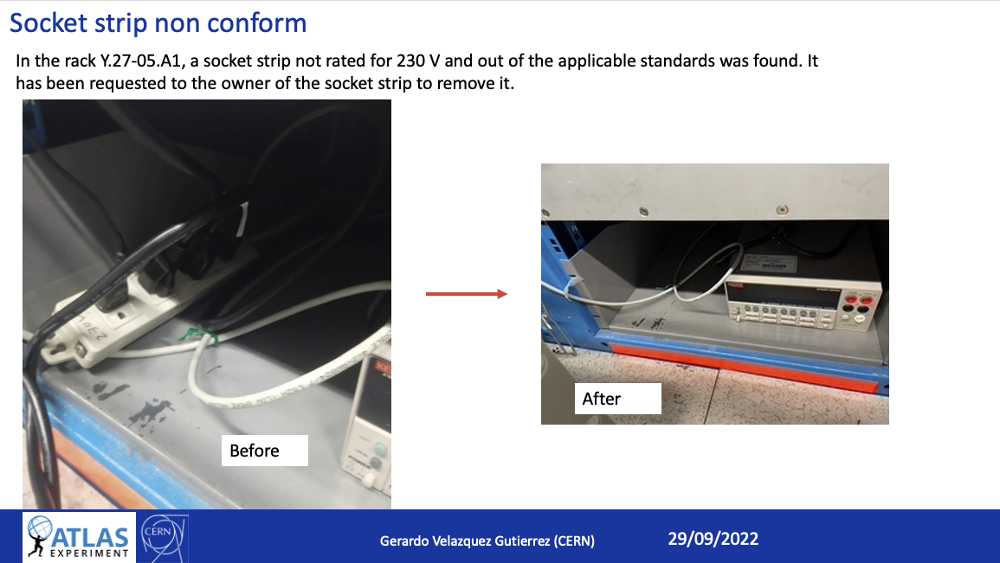 Socket strip non conform
In the rack Y.27-05.A1, a socket strip not rated for 230 V and out of the applicable standards was found. It
has been requested to the owner of the socket strip to remove it.
230V
Before
After
ATLAS
EXPERIMENT
CERN
Gerardo Velazquez Gutierrez (CERN)
29/09/2022